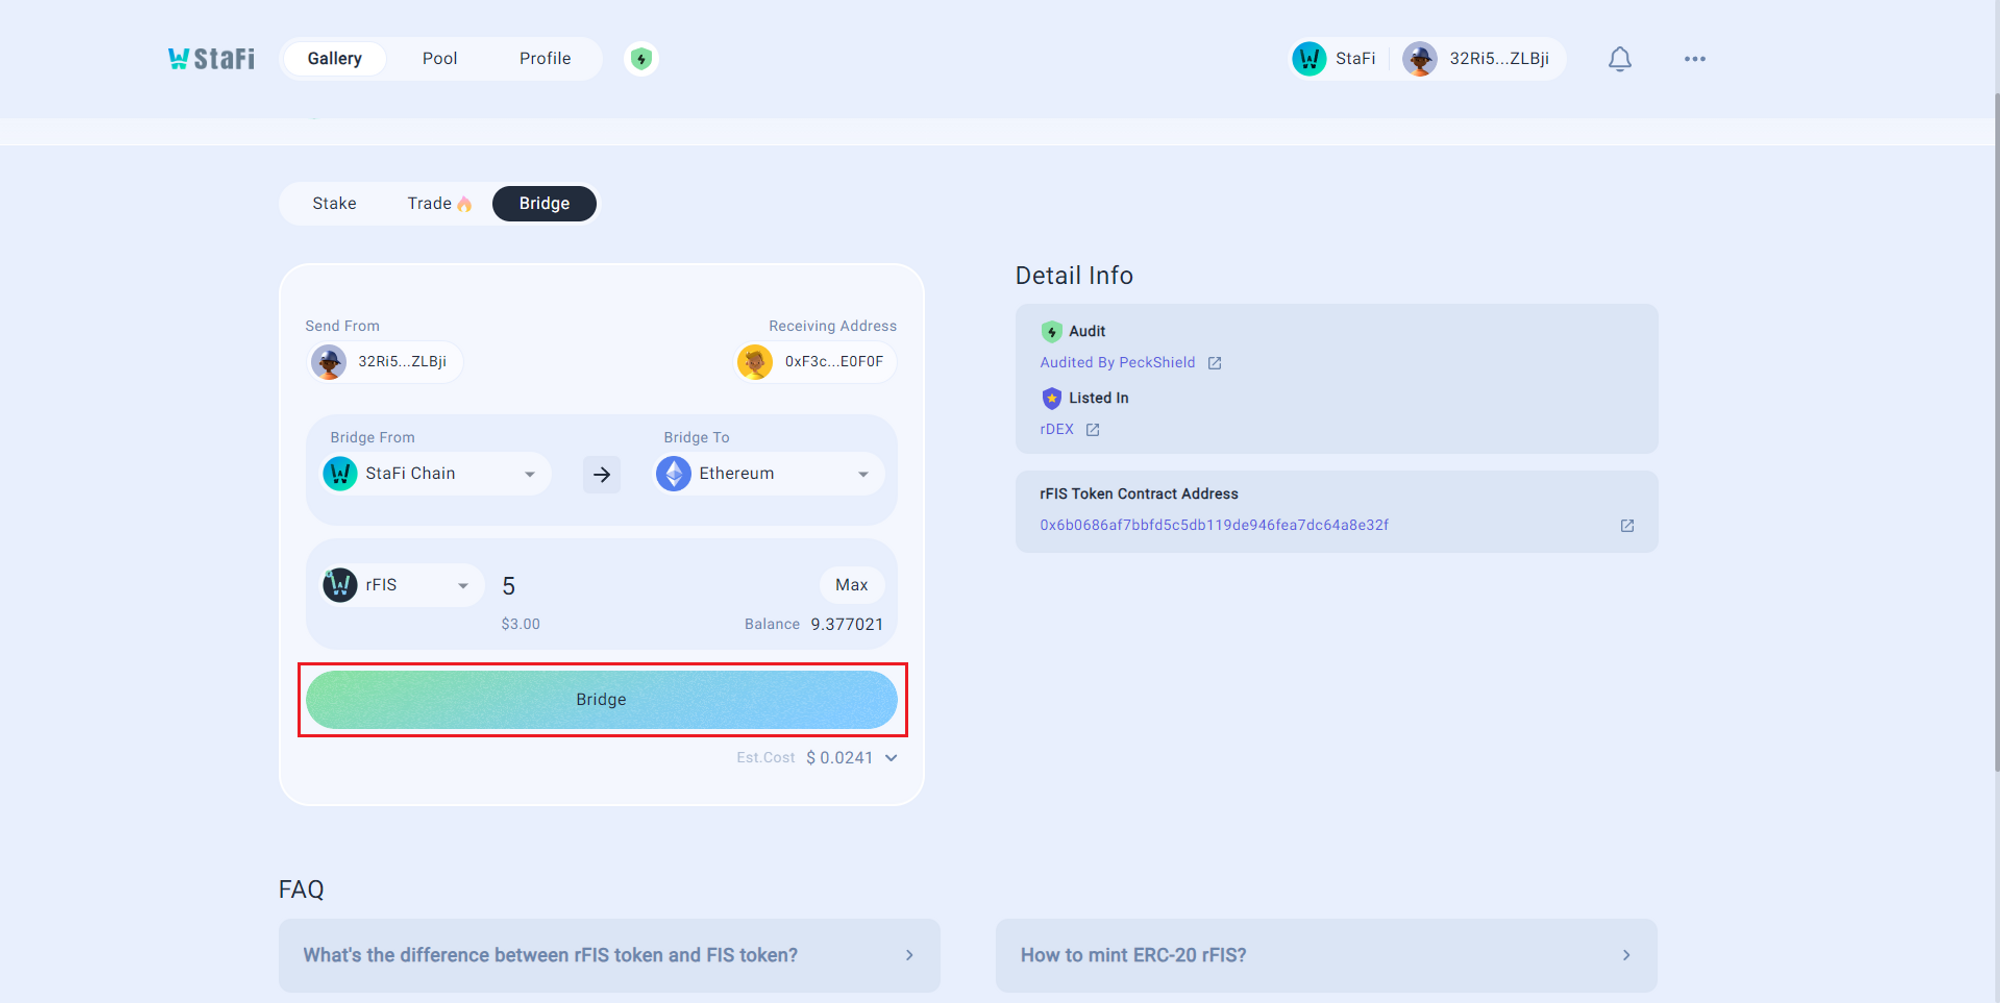 StaFi
Gallery
Pool
Profile
StaFi
32Ri5...ZLBji
Stake
Trade
Bridge
Send From
Receiving Address
32Ri5...ZLBji
0xF3c...E0F0F
Bridge From
Bridge To
StaFi Chain
Ethereum
rFIS
5
Max
$3.00
Balance 9.377021
Bridge
Est.Cost $ 0.0241
Detail Info
Audit
Audited By PeckShield
Listed In
rDEX
rFIS Token Contract Address
0x6b0686af7bbfd5c5db119de946fea7dc64a8e32f
FAQ
What's the difference between rFIS token and FIS token?
How to mint ERC-20 rFIS?